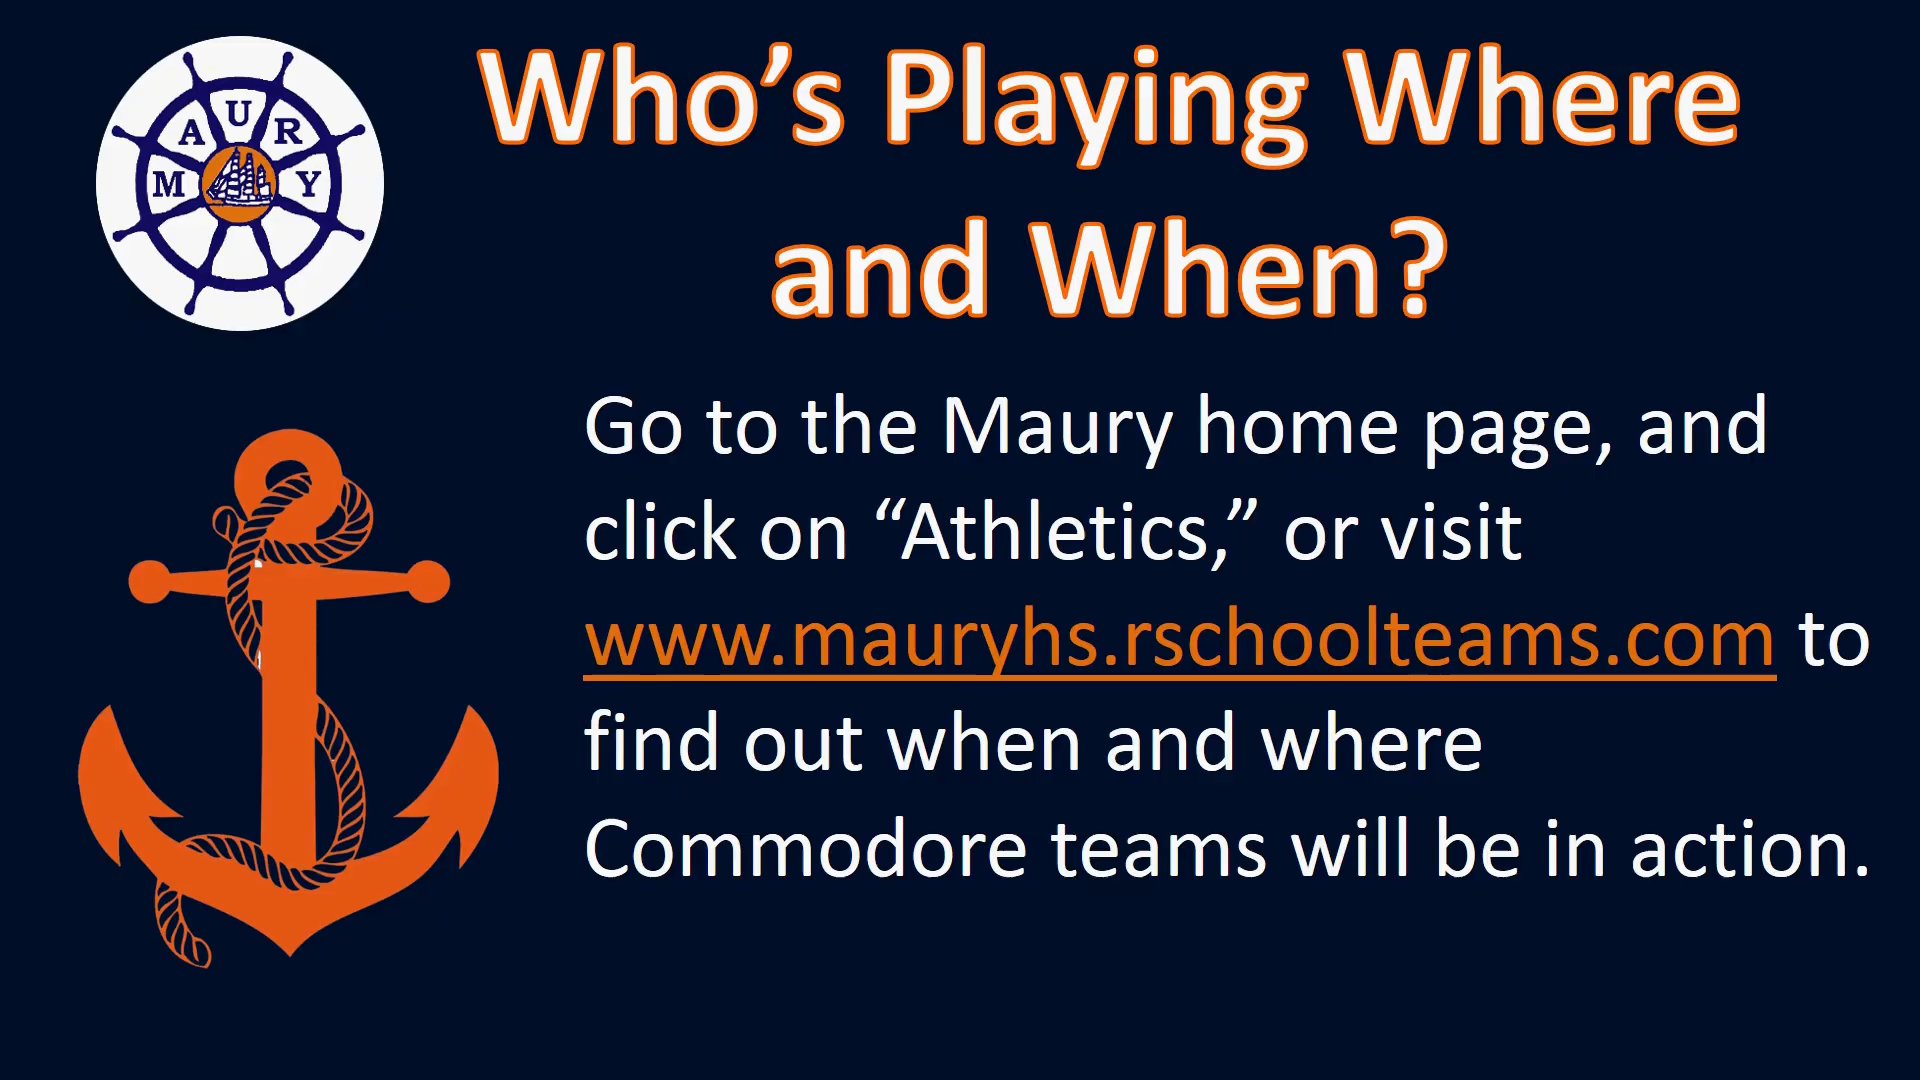 MAURY
Who’s Playing Where
and When?
Go to the Maury home page, and
click on “Athletics,” or visit
www.mauryhs.rschoolteams.com to
find out when and where
Commodore teams will be in action.